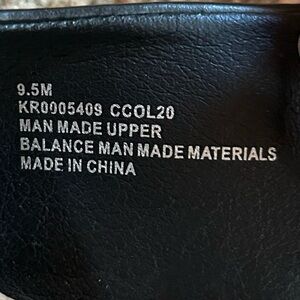 9.5M
KR0005409 CCOL20
MAN MADE UPPER
BALANCE MAN MADE MATERIALS
MADE IN CHINA